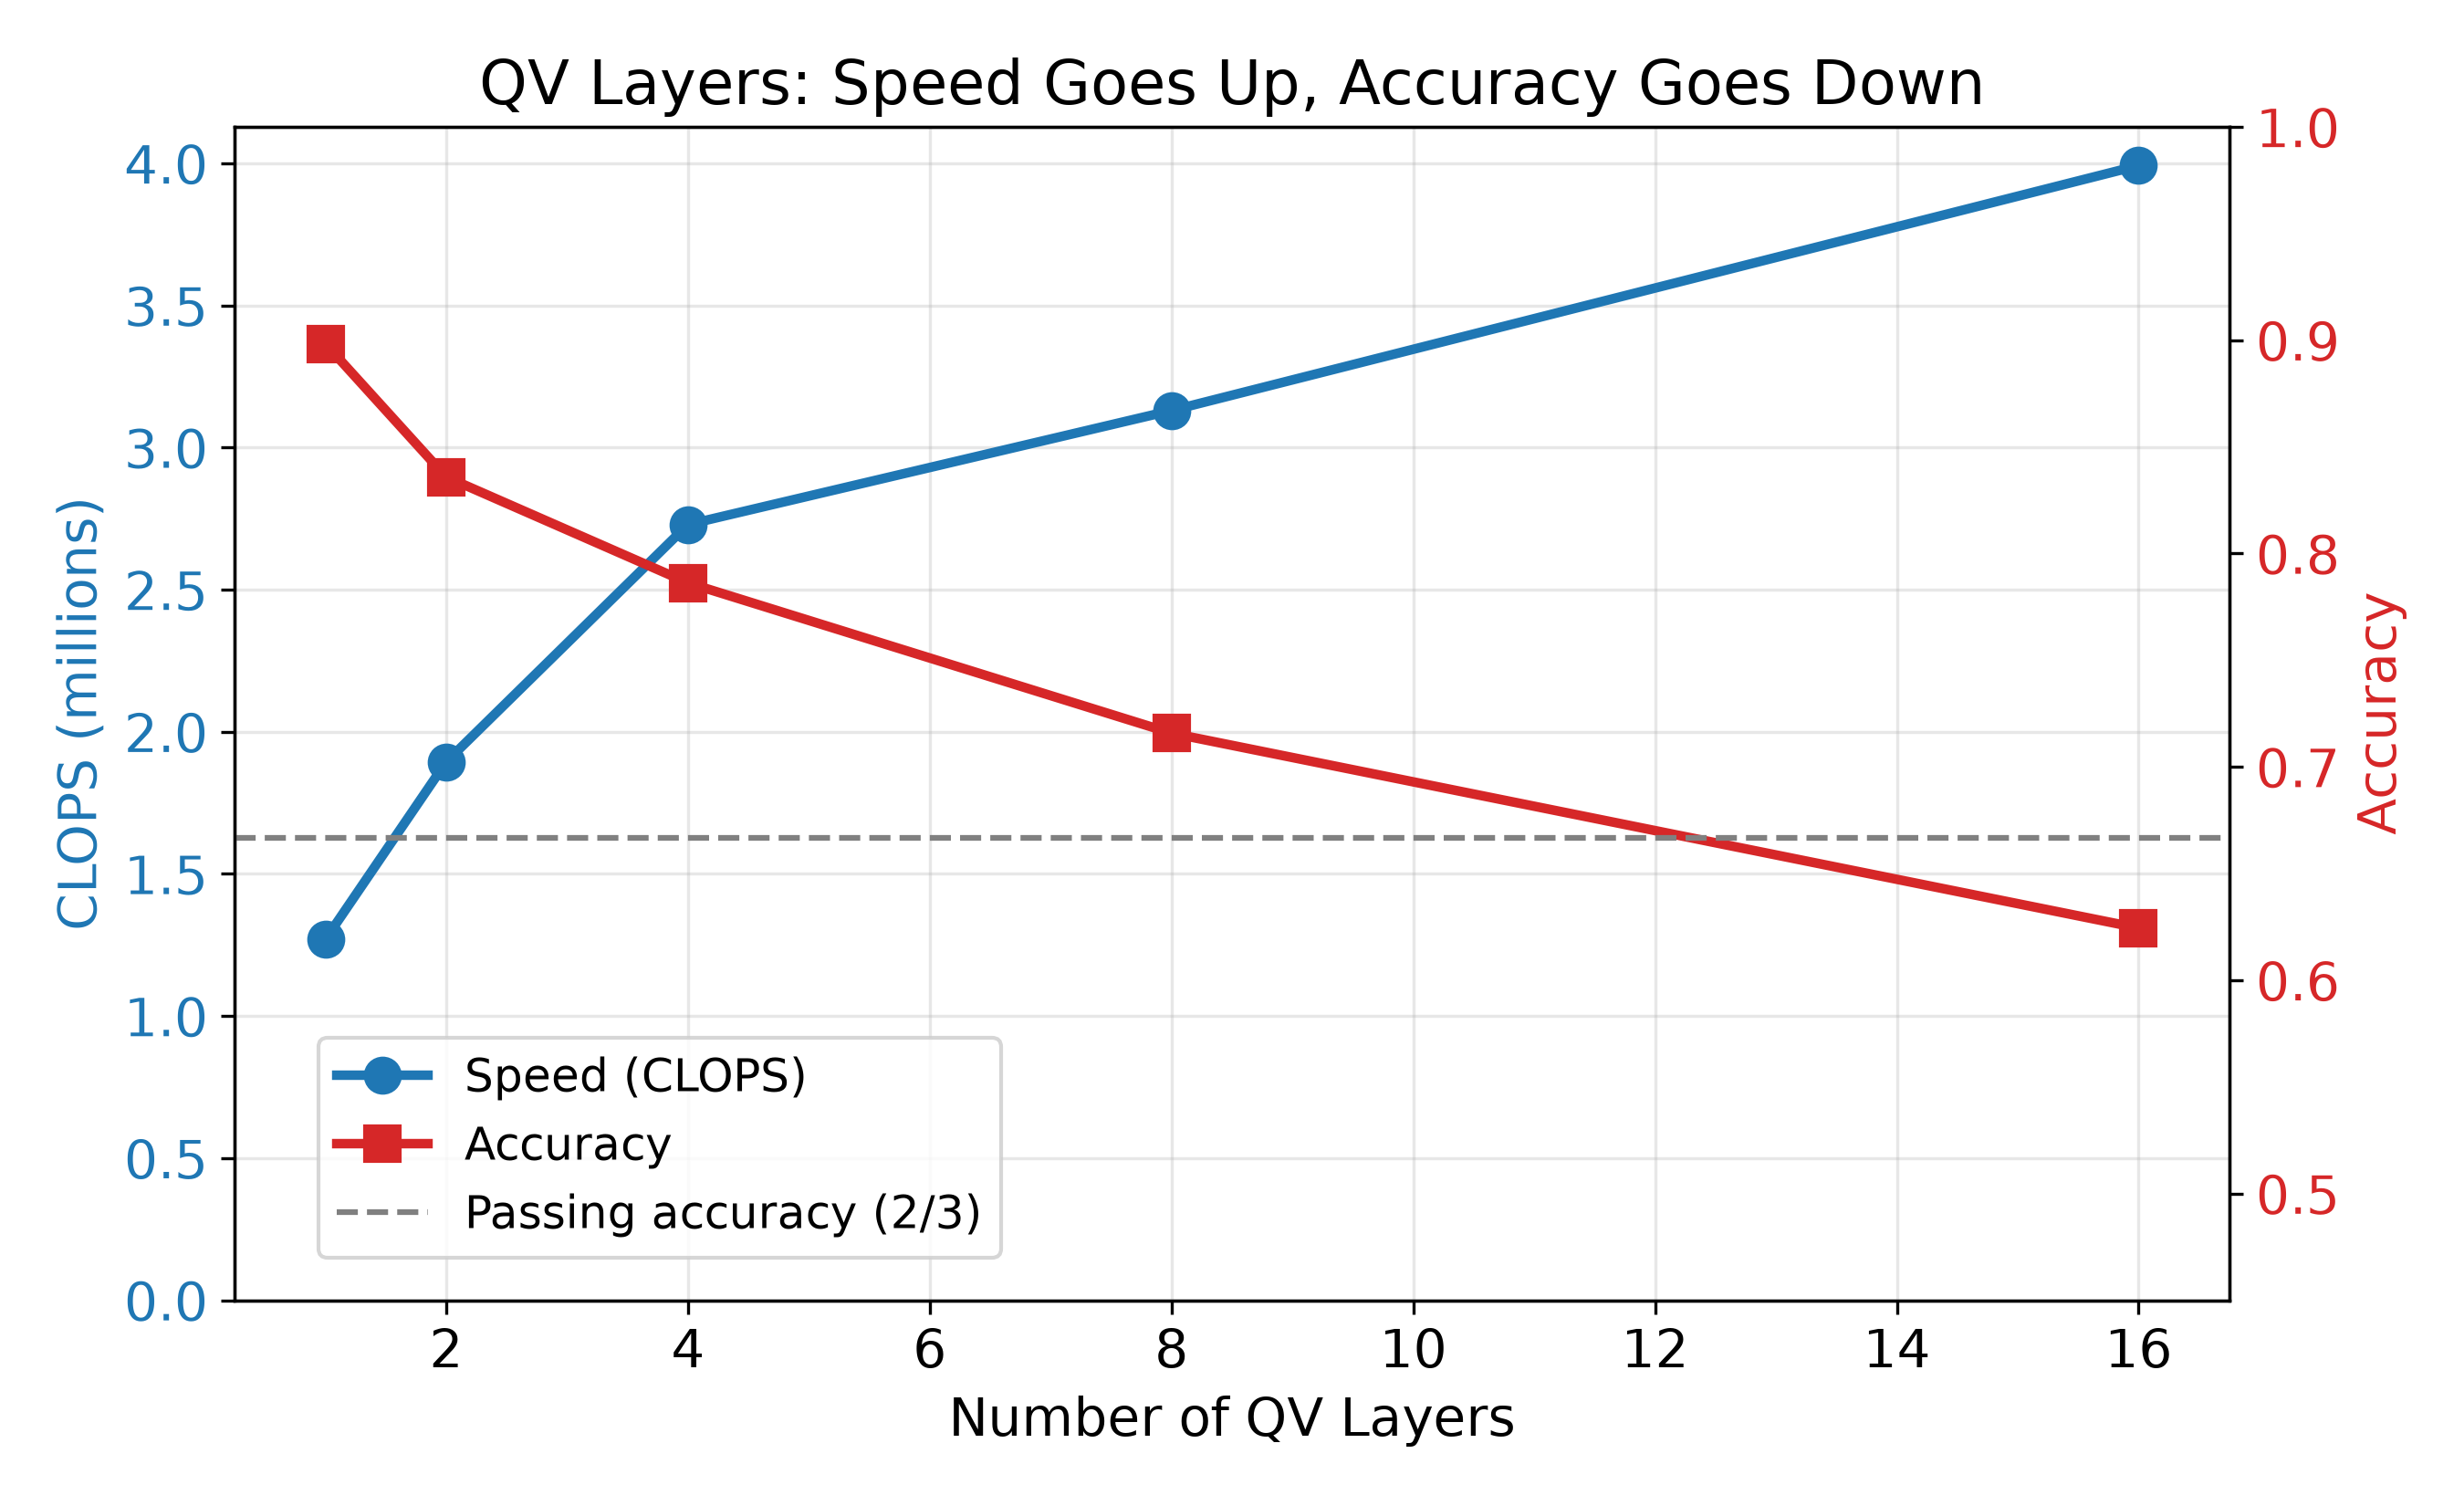 QV Layers: Speed Goes Up, Accuracy Goes Down
CLOPS (millions)
4.0
3.5
3.0
2.5
2.0
1.5
1.0
0.5
0.0
1.0
0.9
0.8
0.7
0.6
0.5
Accuracy
Speed (CLOPS)
Accuracy
Passing accuracy (2/3)
2 4 6 8 10 12 14 16
Number of QV Layers